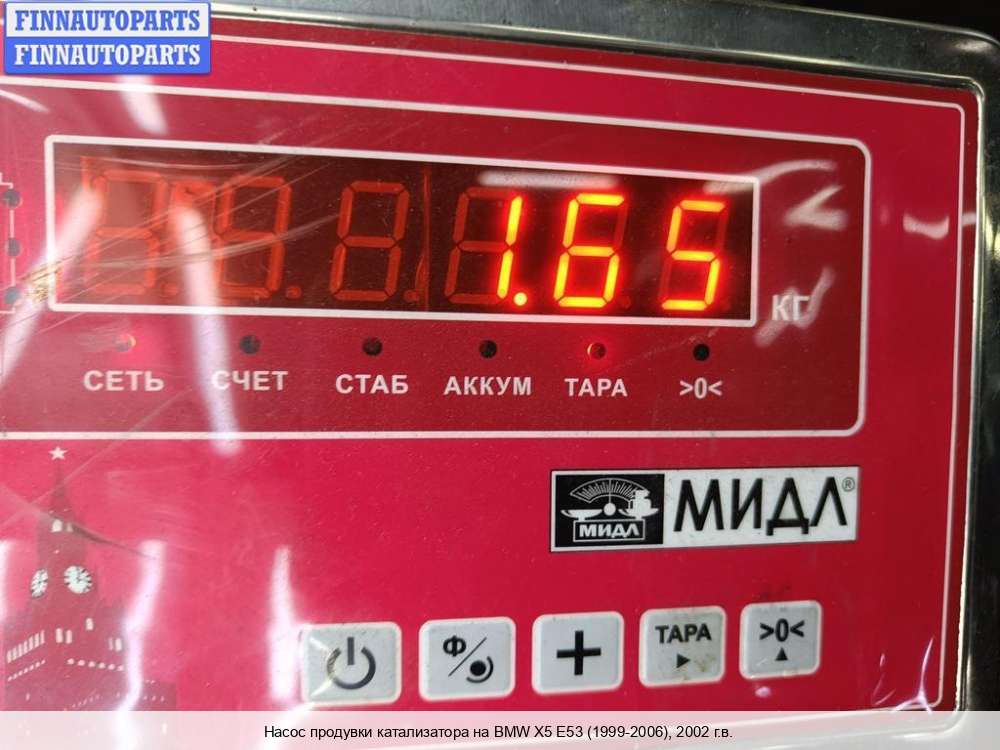 FINNAUTOPARTS
FINNAUTOPARTS
1.65
КГ
СЕТЬ СЧЕТ СТАБ АККУМ ТАРА >0<
МИДЛ МИДЛ®
Ф ТАРА >0<
Насос продувки катализатора на BMW X5 E53 (1999-2006), 2002 г.в.